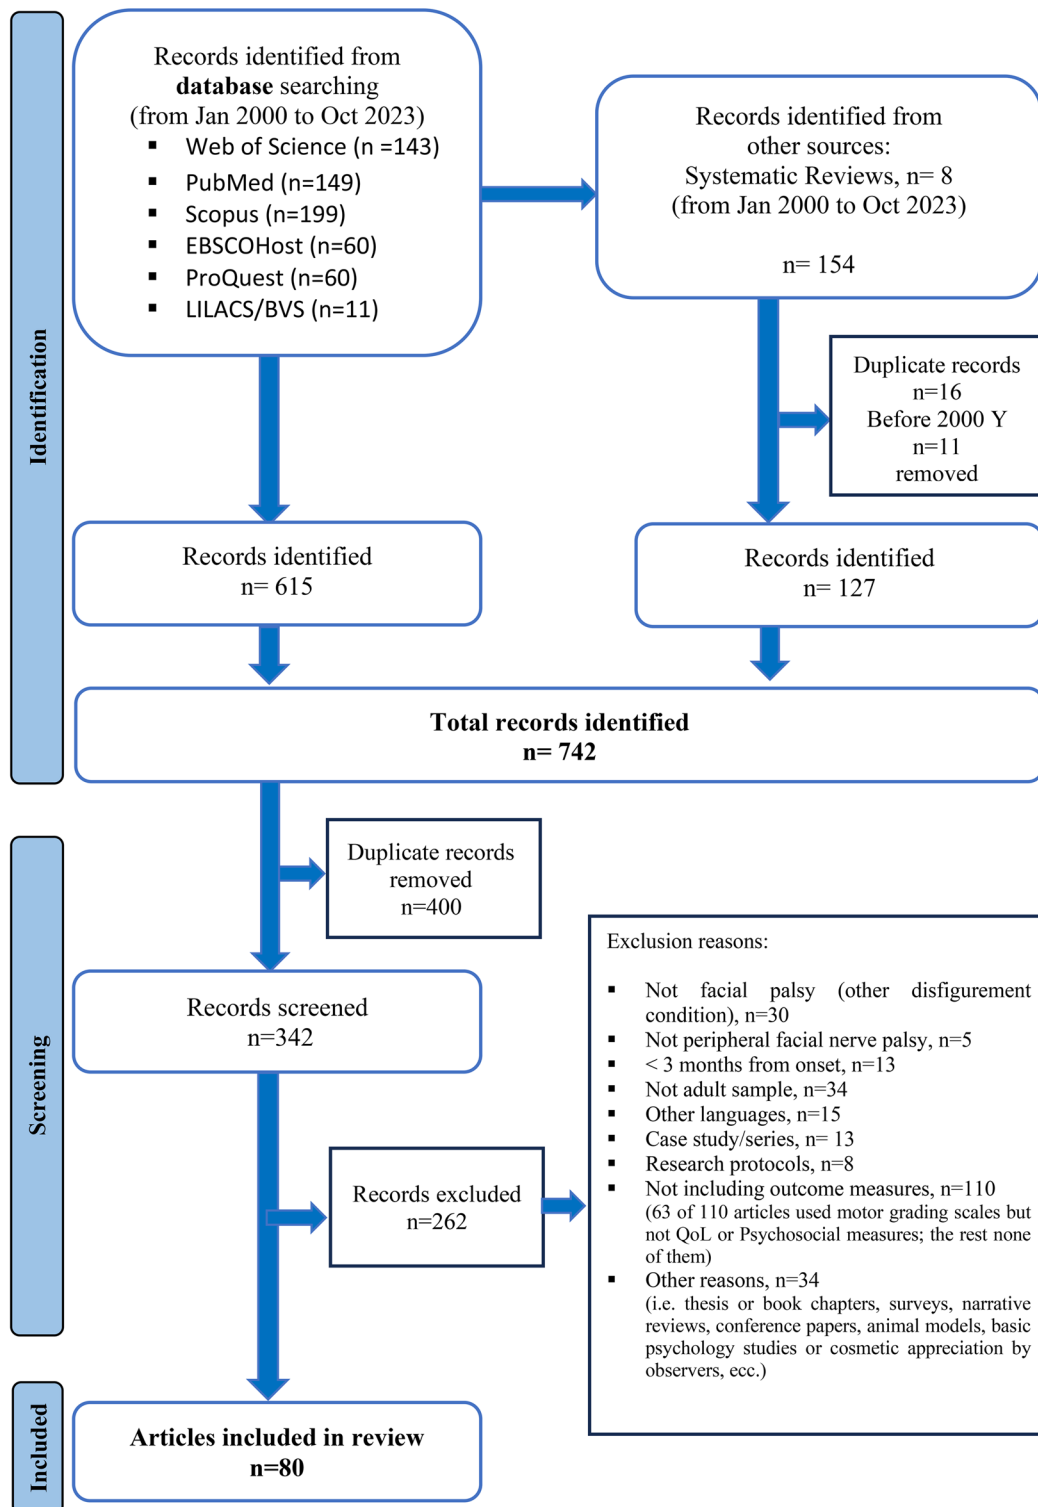 Identification
Records identified from
database searching
(from Jan 2000 to Oct 2023)
▪ Web of Science (n =143)
▪ PubMed (n=149)
▪ Scopus (n=199)
▪ EBSCOHost (n=60)
▪ ProQuest (n=60)
▪ LILACS/BVS (n=11)
Records identified from
other sources:
Systematic Reviews, n= 8
(from Jan 2000 to Oct 2023)
n= 154
Duplicate records
n=16
Before 2000 Y
n=11
removed
Records identified
n= 615
Records identified
n= 127
Total records identified
n= 742
Screening
Duplicate records
removed
n=400
Records screened
n=342
Records excluded
n=262
Exclusion reasons:
▪ Not facial palsy (other disfigurement
condition), n=30
▪ Not peripheral facial nerve palsy, n=5
▪ < 3 months from onset, n=13
▪ Not adult sample, n=34
▪ Other languages, n=15
▪ Case study/series, n= 13
▪ Research protocols, n=8
▪ Not including outcome measures, n=110
(63 of 110 articles used motor grading scales but
not QoL or Psychosocial measures; the rest none
of them)
▪ Other reasons, n=34
(i.e. thesis or book chapters, surveys, narrative
reviews, conference papers, animal models, basic
psychology studies or cosmetic appreciation by
observers, ecc.)
Included
Articles included in review
n=80